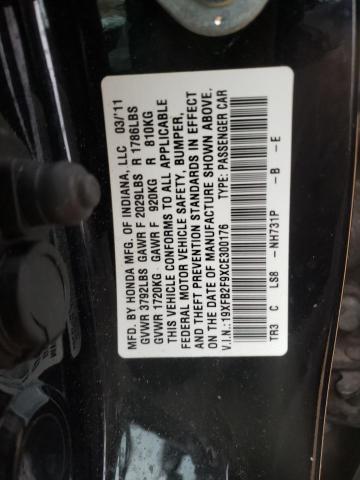 MFD. BY HONDA MFG. OF INDIANA, LLC 03/11
GVWR 3792LBS GAWR F 2029LBS R 1786LBS
GVWR 1720KG GAWR F 920KG R 810KG
THIS VEHICLE CONFORMS TO ALL APPLICABLE
FEDERAL MOTOR VEHICLE SAFETY, BUMPER,
AND THEFT PREVENTION STANDARDS IN EFFECT
ON THE DATE OF MANUFACTURE SHOWN ABOVE.
V.I.N.:19XFB2F9XCE300176 TYPE: PASSENGER CAR
TR3 C LS8 -NH731P -B -E